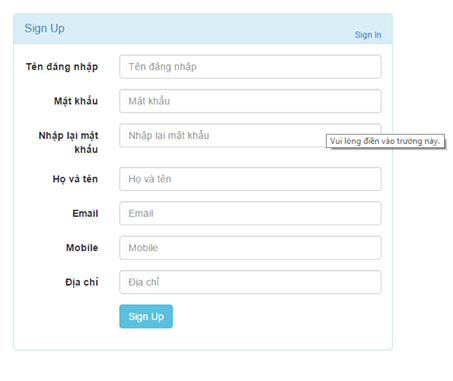 Sign Up
Sign In
Tên đăng nhập Tên đăng nhập
Mật khẩu Mật khẩu
Nhập lại mật Nhập lại mật khẩu
khẩu
Vui lòng điền vào trường này.
Họ và tên Họ và tên
Email Email
Mobile Mobile
Địa chỉ Địa chỉ
Sign Up